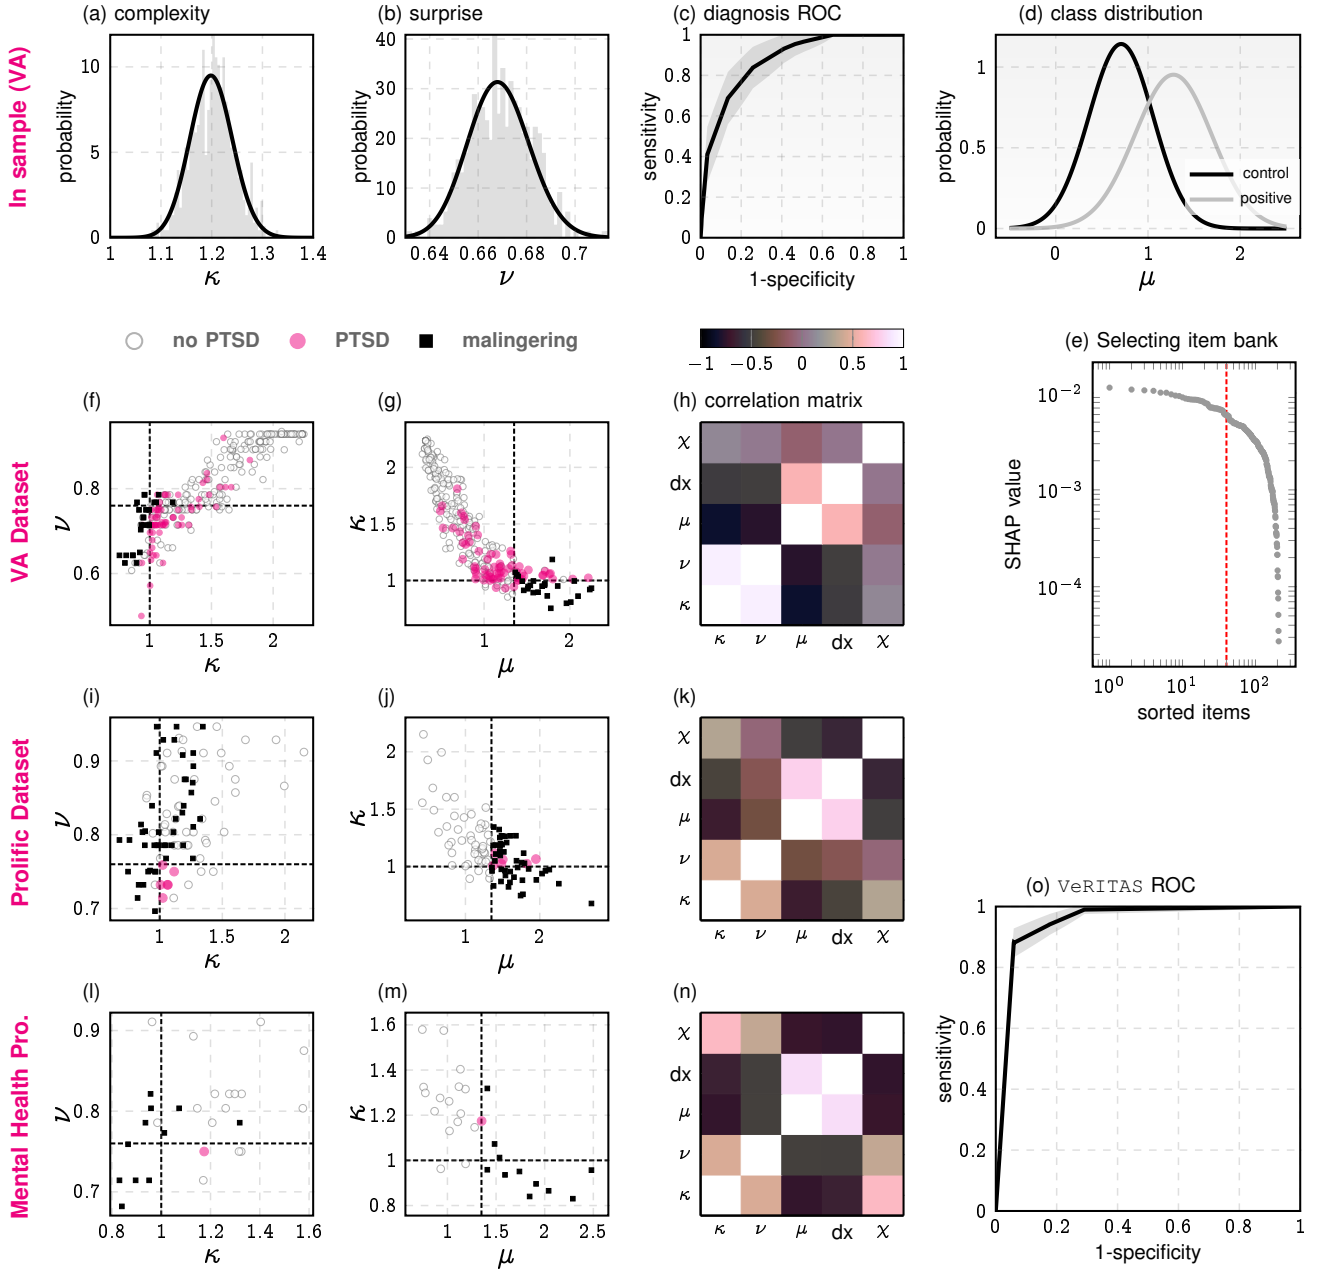 (a) complexity
(b) surprise
(c) diagnosis ROC
(d) class distribution
In sample (VA)
probability
10
5
0
1
1.1
1.2
1.3
1.4
κ
probability
40
30
20
10
0
0.64
0.66
0.68
0.7
ν
sensitivity
1
0.8
0.6
0.4
0.2
0
0
0.2
0.4
0.6
0.8
1
1-specificity
probability
1
0.5
0
0
1
2
μ
control
positive
no PTSD
PTSD
malingering
−1
−0.5
0
0.5
1
(e) Selecting item bank
SHAP value
10⁻²
10⁻³
10⁻⁴
10⁰
10¹
10²
sorted items
VA Dataset
(f)
ν
0.8
0.6
1
1.5
2
κ
(g)
κ
2
1.5
1
1
2
μ
(h) correlation matrix
χ
dx
μ
ν
κ
κ
ν
μ
dx
χ
Prolific Dataset
(i)
ν
0.9
0.8
0.7
1
1.5
2
κ
(j)
κ
2
1.5
1
1
2
μ
(k)
χ
dx
μ
ν
κ
κ
ν
μ
dx
χ
Mental Health Pro.
(l)
ν
0.9
0.8
0.7
0.8
1
1.2
1.4
1.6
κ
(m)
κ
1.6
1.4
1.2
1
0.8
1
1.5
2
2.5
μ
(n)
χ
dx
μ
ν
κ
κ
ν
μ
dx
χ
(o) VeRITAS ROC
sensitivity
1
0.8
0.6
0.4
0.2
0
0
0.2
0.4
0.6
0.8
1
1-specificity